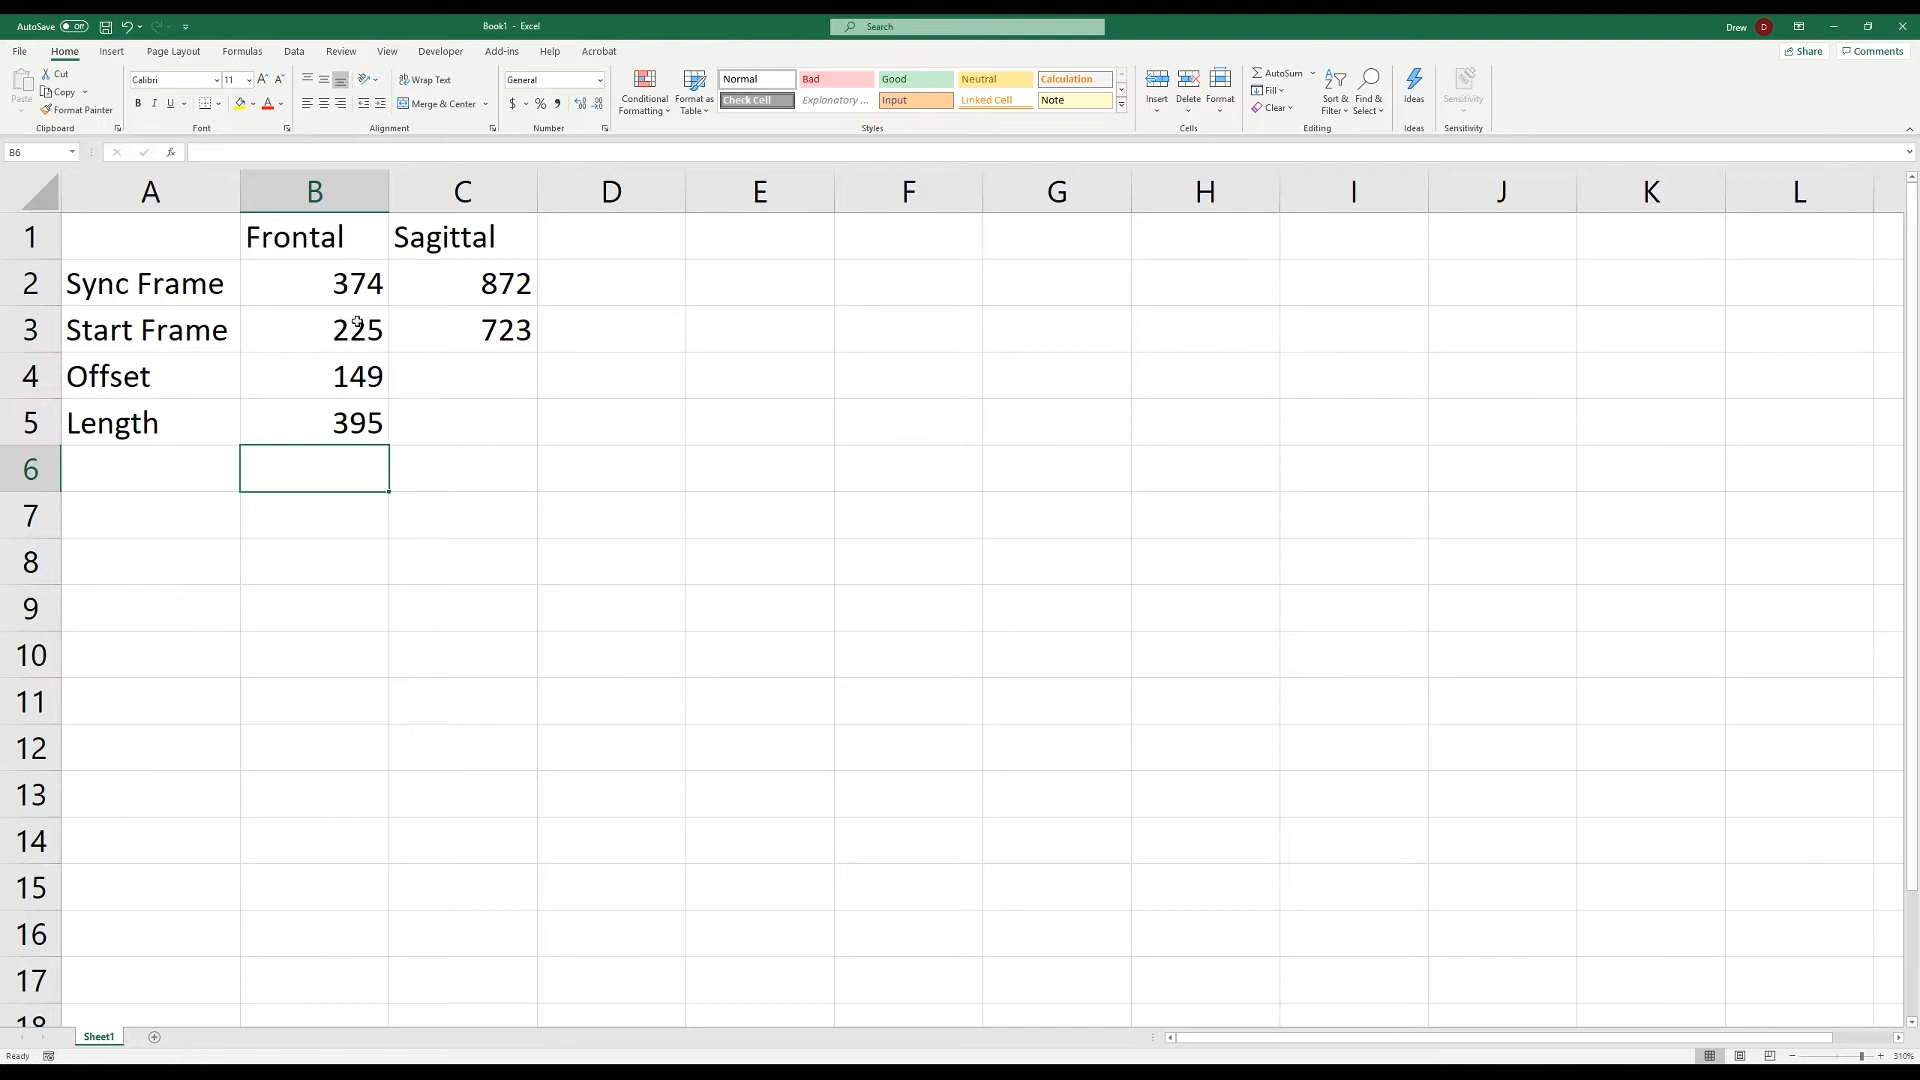 AutoSave Off Book1 - Excel Search Drew D
File Home Insert Page Layout Formulas Data Review View Developer Add-ins Help Acrobat Share Comments
Paste Cut Copy Format Painter Clipboard
Calibri 11 B I U Font
Wrap Text Merge & Center Alignment
General $ % Number
Conditional Formatting Format as Table Normal Bad Good Neutral Calculation
Check Cell Explanatory ... Input Linked Cell Note Styles
Insert Delete Format Cells
AutoSum Fill Clear Sort & Filter Find & Select Editing
Ideas Ideas
Sensitivity Sensitivity
B6 fx
A B C D E F G H I J K L
1 Frontal Sagittal
2 Sync Frame 374 872
3 Start Frame 225 723
4 Offset 149
5 Length 395
6
7
8
9
10
11
12
13
14
15
16
17
18
Sheet1
Ready 310%